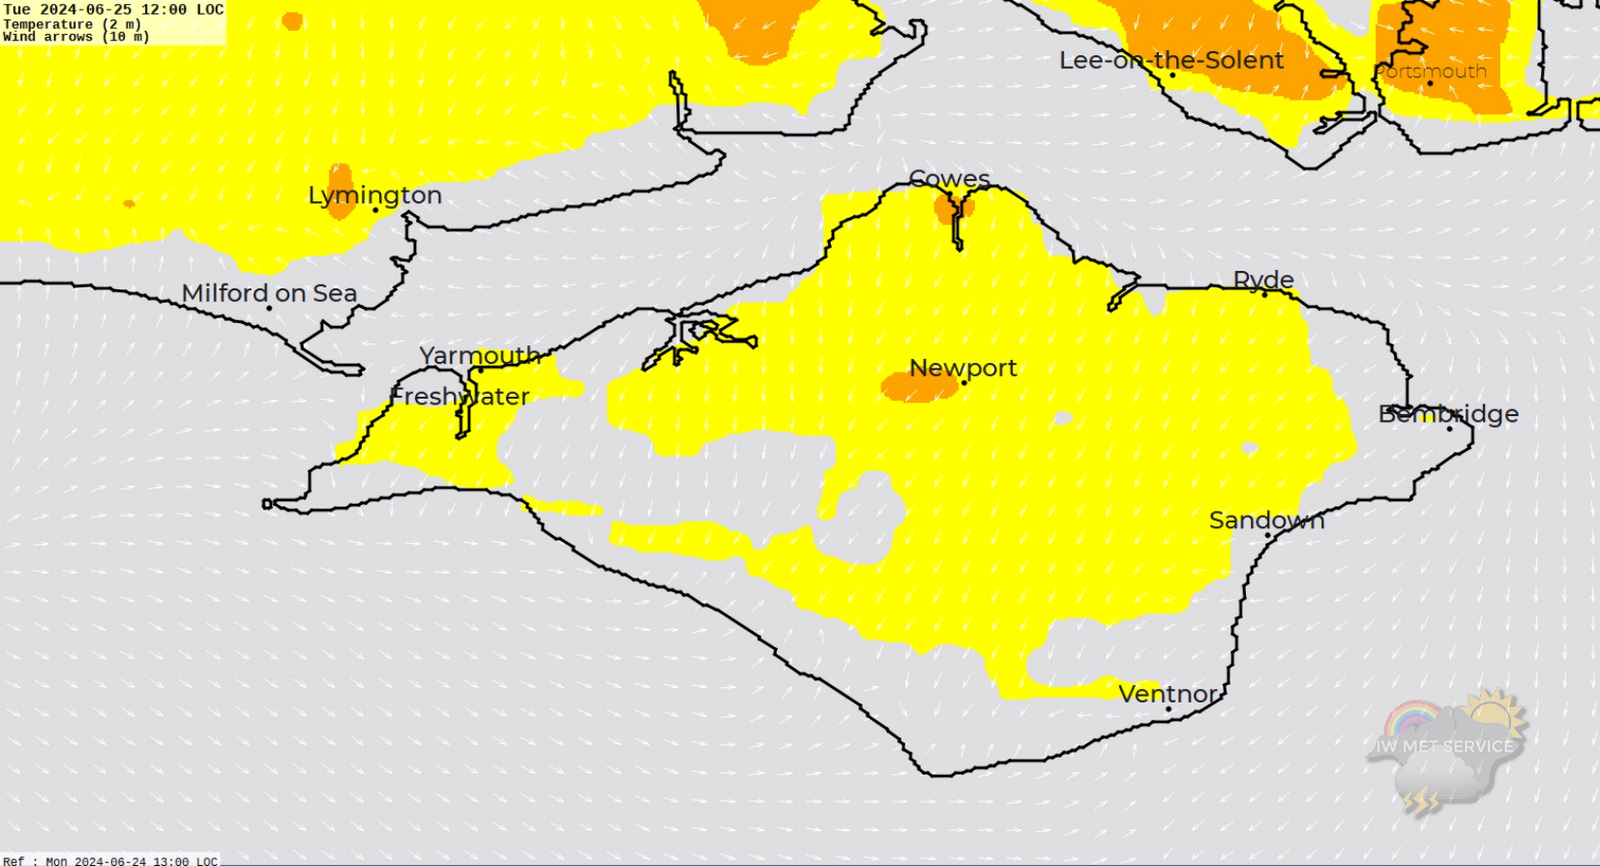 Tue 2024-06-25 12:00 LOC
Temperature (2 m)
Wind arrows (10 m)
Lee-on-the-Solent
Portsmouth
Cowes
Lymington
Ryde
Milford on Sea
Yarmouth
Newport
Freshwater
Bembridge
Sandown
Ventnor
IW MET SERVICE
Ref : Mon 2024-06-24 13:00 LOC